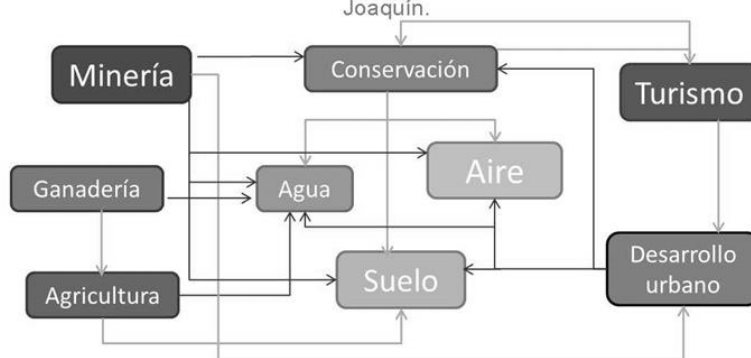 Joaquín.
Minería
Conservación
Turismo
Ganadería
Agua
Aire
Agricultura
Suelo
Desarrollo
urbano